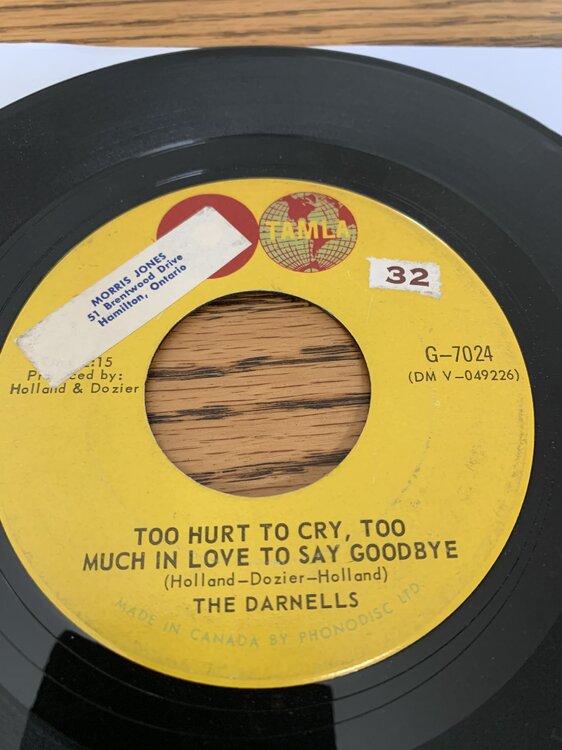 TAMLA
MORRIS JONES
51 Brentwood Drive
Hamilton, Ontario
32
:15
G-7024
(DM V-049226)
by:
Holland & Dozier
TOO HURT TO CRY, TOO
MUCH IN LOVE TO SAY GOODBYE
(Holland-Dozier-Holland)
THE DARNELLS
MADE IN CANADA BY PHONODISC LTD.